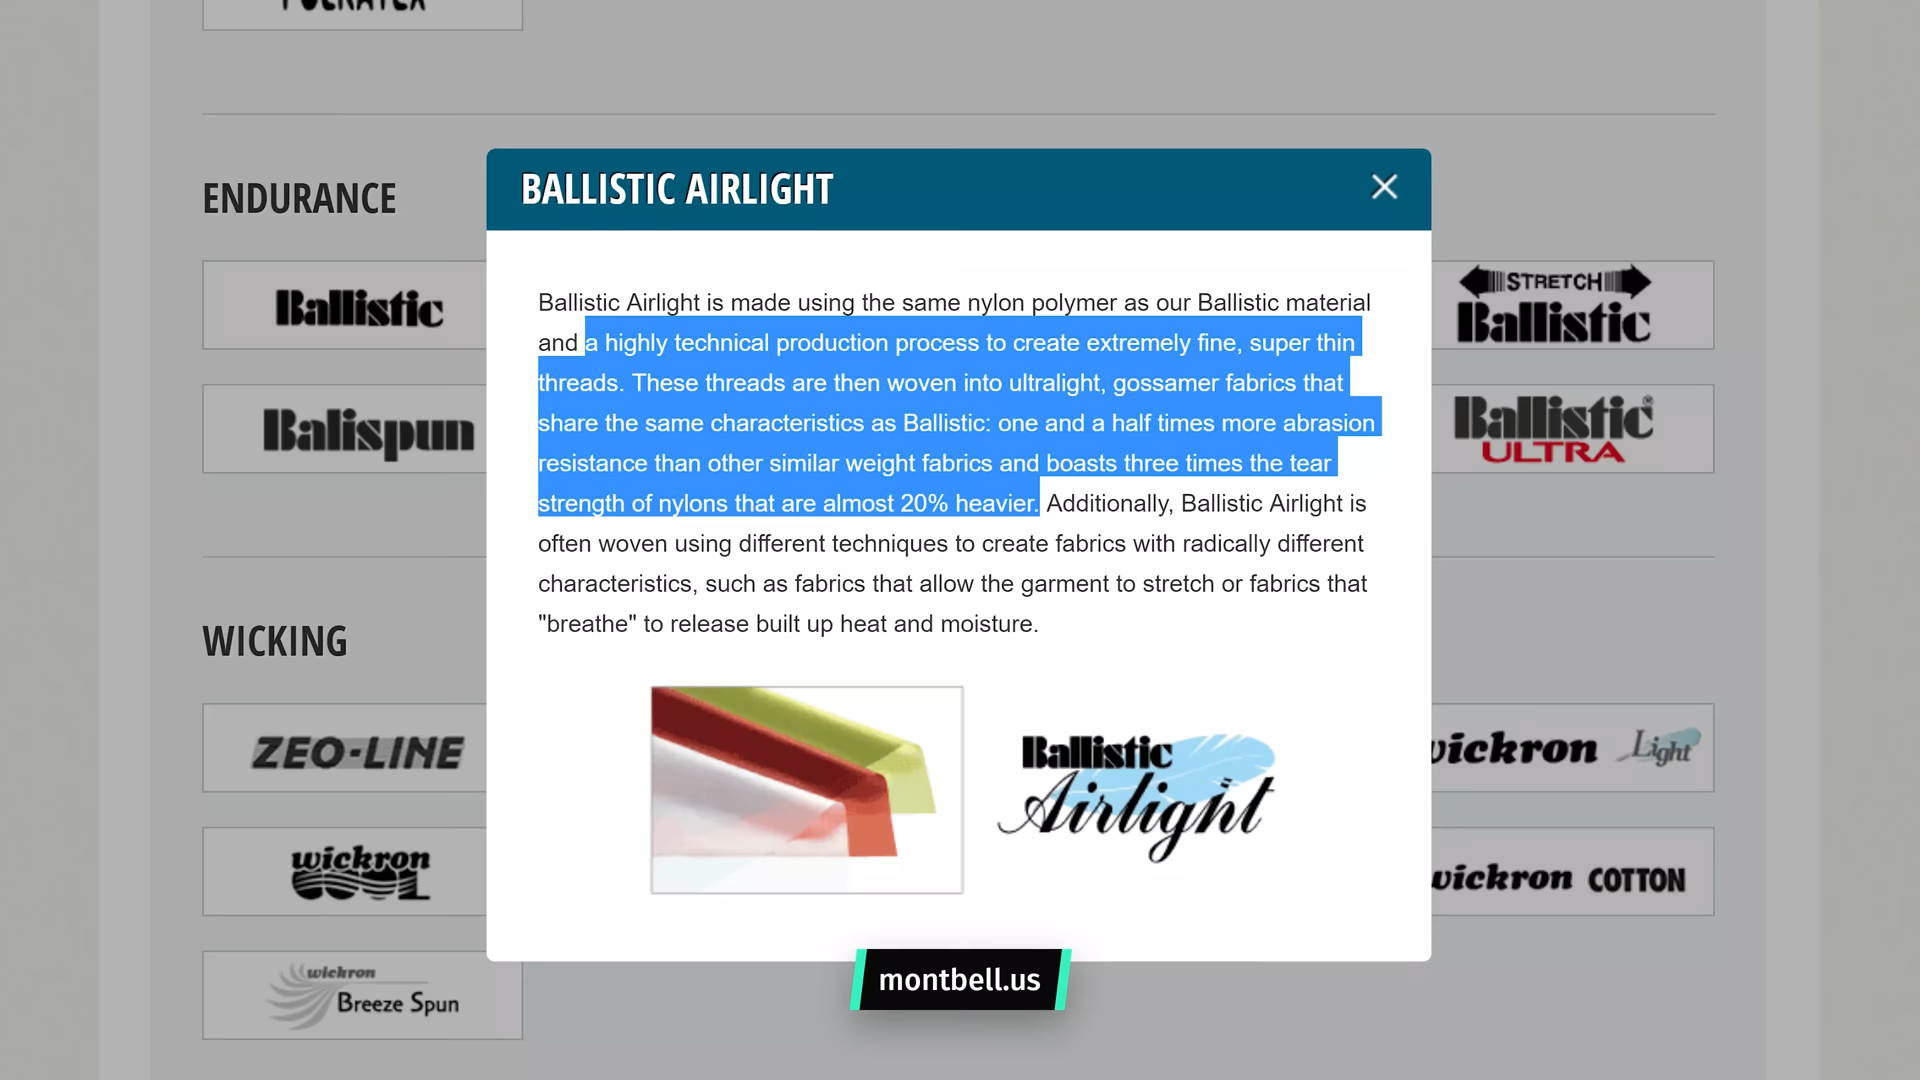 ENDURANCE
BALLISTIC AIRLIGHT
Ballistic Airlight is made using the same nylon polymer as our Ballistic material
and a highly technical production process to create extremely fine, super thin
threads. These threads are then woven into ultralight, gossamer fabrics that
share the same characteristics as Ballistic: one and a half times more abrasion
resistance than other similar weight fabrics and boasts three times the tear
strength of nylons that are almost 20% heavier. Additionally, Ballistic Airlight is
often woven using different techniques to create fabrics with radically different
characteristics, such as fabrics that allow the garment to stretch or fabrics that
"breathe" to release built up heat and moisture.
Ballistic
Airlight
Ballistic
STRETCH
Ballistic
Balispun
Ballistic®
ULTRA
WICKING
ZEO-LINE
wickron Light
wickron
COOL
wickron COTTON
wickron
Breeze Spun
montbell.us